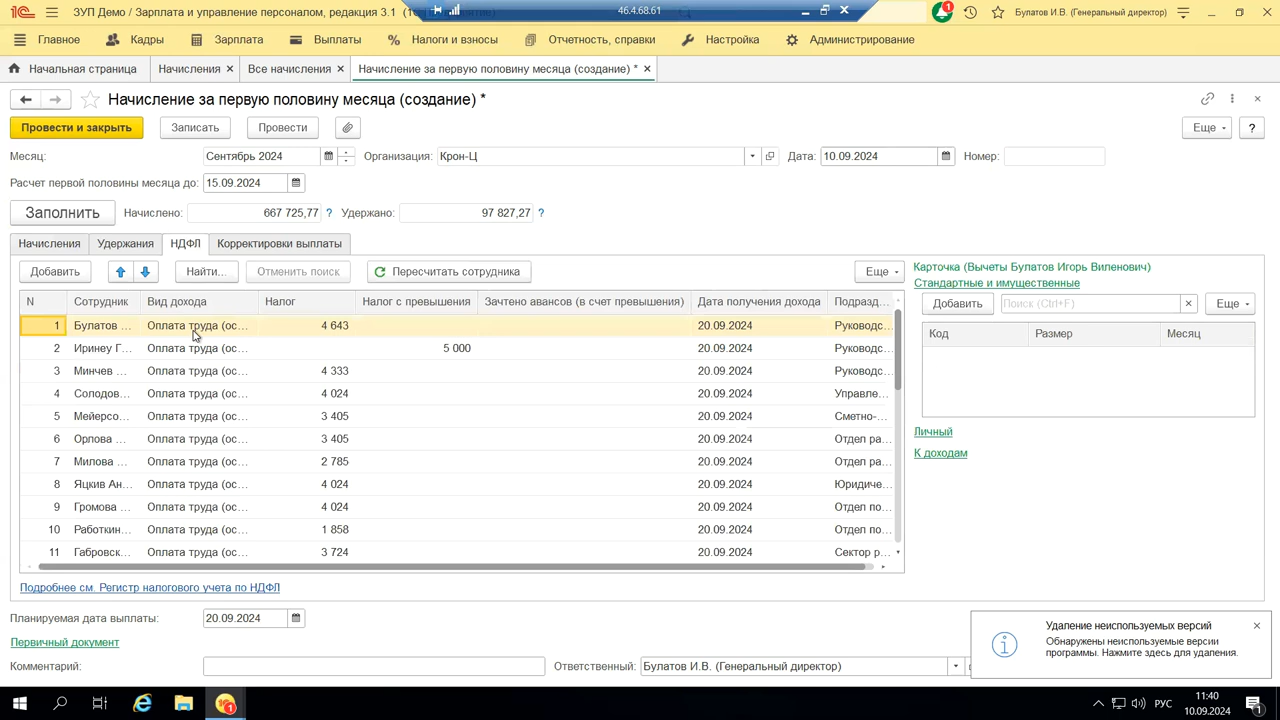 ЗУП Демо / Зарплата и управление персоналом, редакция 3.1 (1С
46.4.68.61
1
Булатов И.В. (Генеральный директор)
Главное Кадры Зарплата Выплаты Налоги и взносы Отчетность, справки Настройка Администрирование
Начальная страница Начисления × Все начисления × Начисление за первую половину месяца (создание) * ×
Начисление за первую половину месяца (создание) *
Провести и закрыть Записать Провести Еще ?
Месяц: Сентябрь 2024 Организация: Крон-Ц Дата: 10.09.2024 Номер:
Расчет первой половины месяца до: 15.09.2024
Заполнить Начислено: 667 725,77 ? Удержано: 97 827,27 ?
Начисления Удержания НДФЛ Корректировки выплаты
Добавить Найти... Отменить поиск Пересчитать сотрудника Еще
N Сотрудник Вид дохода Налог Налог с превышения Зачтено авансов (в счет превышения) Дата получения дохода Подразд...
1 Булатов ... Оплата труда (ос... 4 643 20.09.2024 Руководс...
2 Иринеу Г... Оплата труда (ос... 5 000 20.09.2024 Руководс...
3 Минчев ... Оплата труда (ос... 4 333 20.09.2024 Руководс...
4 Солодов... Оплата труда (ос... 4 024 20.09.2024 Управле...
5 Мейерсо... Оплата труда (ос... 3 405 20.09.2024 Сметно-...
6 Орлова ... Оплата труда (ос... 3 405 20.09.2024 Отдел ра...
7 Милова ... Оплата труда (ос... 2 785 20.09.2024 Отдел ра...
8 Яцкив Ан... Оплата труда (ос... 4 024 20.09.2024 Юридиче...
9 Громова ... Оплата труда (ос... 4 024 20.09.2024 Отдел по...
10 Работкин... Оплата труда (ос... 1 858 20.09.2024 Отдел по...
11 Габровск... Оплата труда (ос... 3 724 20.09.2024 Сектор р...
Карточка (Вычеты Булатов Игорь Виленович)
Стандартные и имущественные
Добавить Поиск (Ctrl+F) × Еще
Код Размер Месяц
Личный
К доходам
Подробнее см. Регистр налогового учета по НДФЛ
Планируемая дата выплаты: 20.09.2024
Первичный документ
Комментарий: Ответственный: Булатов И.В. (Генеральный директор)
Удаление неиспользуемых версий
Обнаружены неиспользуемые версии
программы. Нажмите здесь для удаления.
1
РУС
11:40
10.09.2024
1